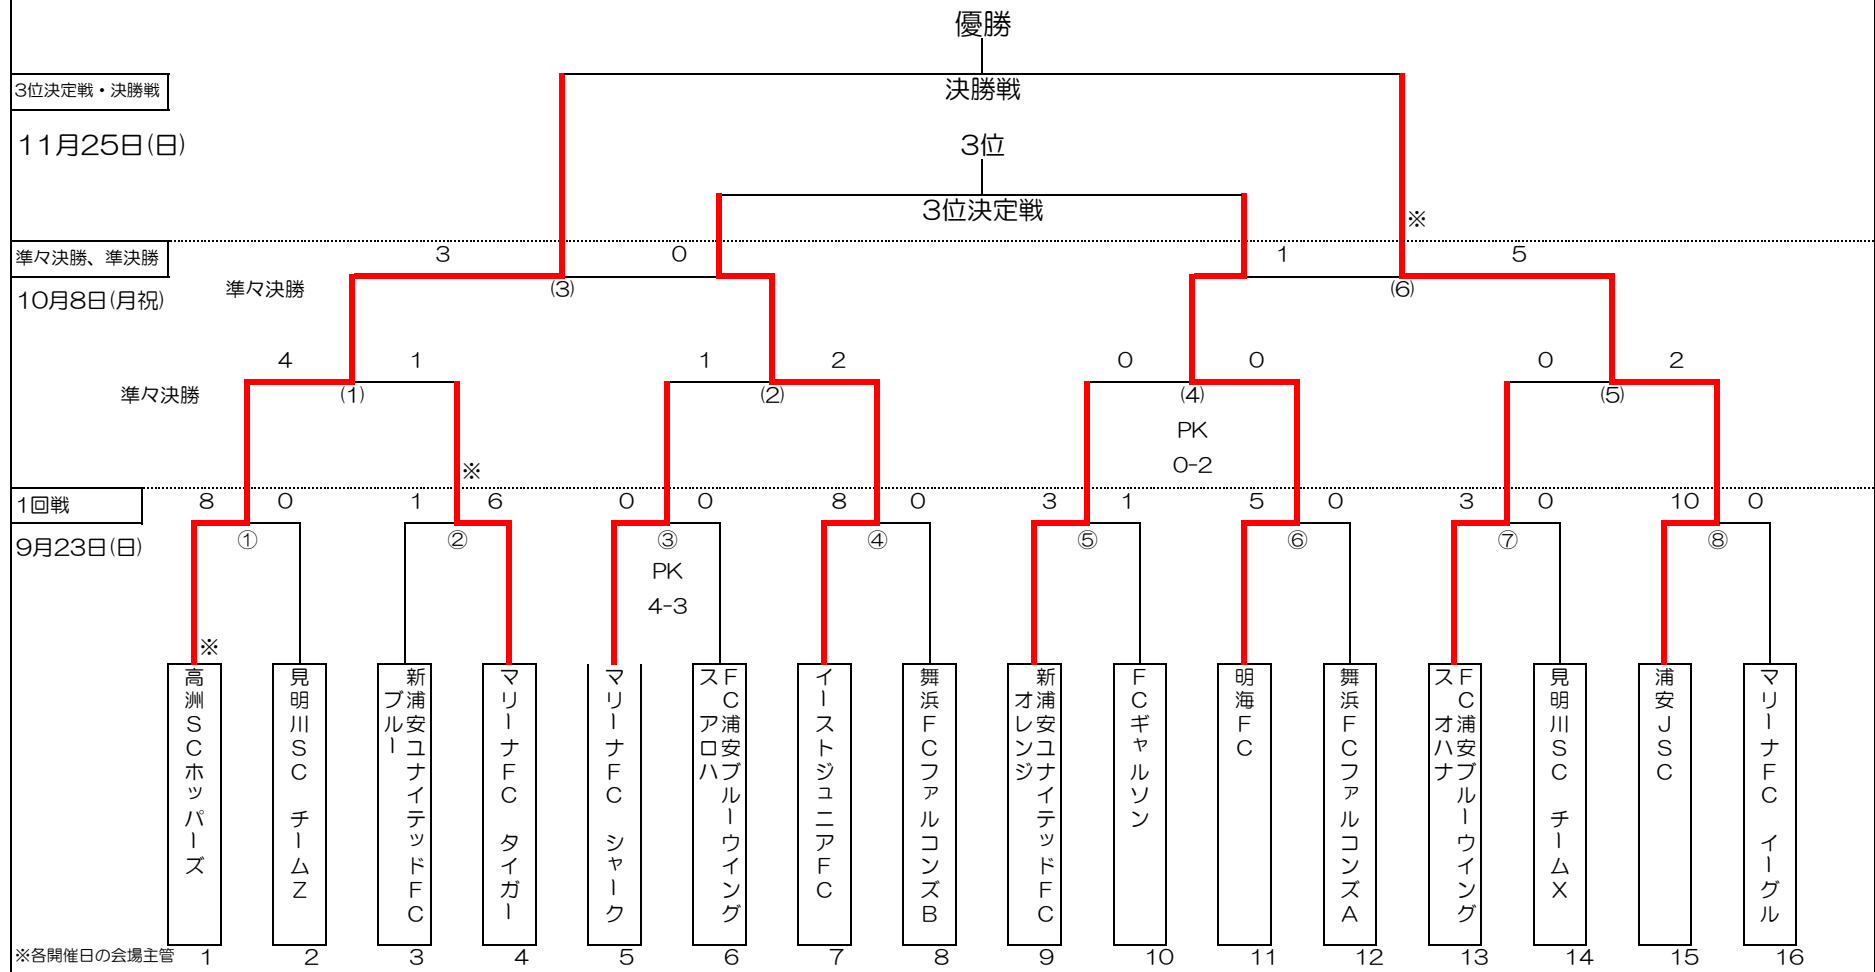 優勝
3位決定戦・決勝戦
決勝戦
11月25日(日)
3位
3位決定戦
※
準々決勝、準決勝
3 0 1 5
10月8日(月祝)
準々決勝
(3) (6)
4 1 1 2 0 0 0 2
準々決勝
(1) (2) (4) (5)
PK
0-2
※
1回戦
8 0 1 6 0 0 8 0 3 1 5 0 3 0 10 0
9月23日(日)
① ② ③ ④ ⑤ ⑥ ⑦ ⑧
PK
4-3
※
高洲SCホッパーズ
見明川SC チームZ
新浦安ユナイテッドFC
ブルー
マリーナFC タイガー
マリーナFC シャーク
FC浦安ブルーウイング
ス アロハ
イーストジュニアFC
舞浜FCファルコンズB
新浦安ユナイテッドFC
オレンジ
FCギャルソン
明海FC
舞浜FCファルコンズA
FC浦安ブルーウイング
ス オハナ
見明川SC チームX
浦安JSC
マリーナFC イーグル
※各開催日の会場主管
1 2 3 4 5 6 7 8 9 10 11 12 13 14 15 16